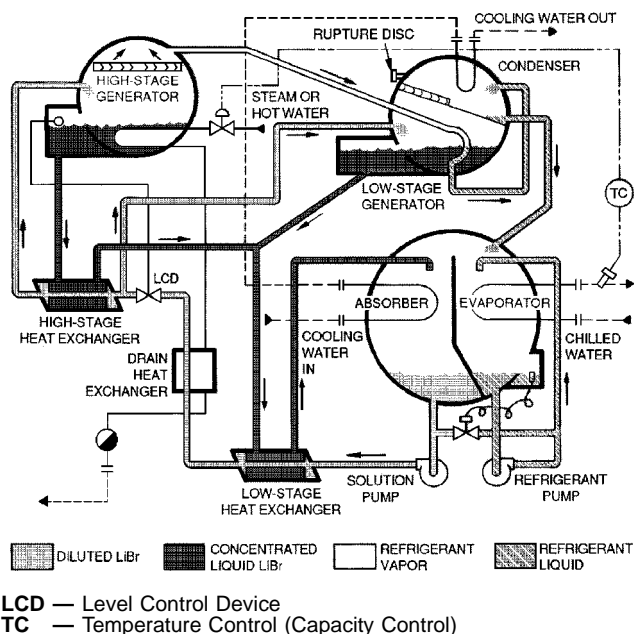 COOLING WATER OUT
RUPTURE DISC
CONDENSER
HIGH-STAGE
GENERATOR
STEAM OR
HOT WATER
LOW-STAGE
GENERATOR
TC
LCD
HIGH-STAGE
HEAT EXCHANGER
ABSORBER
EVAPORATOR
COOLING
WATER
IN
CHILLED
WATER
DRAIN
HEAT
EXCHANGER
LOW-STAGE
HEAT EXCHANGER
SOLUTION
PUMP
REFRIGERANT
PUMP
DILUTED LiBr
CONCENTRATED
LIQUID LIBr
REFRIGERANT
VAPOR
REFRIGERANT
LIQUID
LCD — Level Control Device
TC — Temperature Control (Capacity Control)